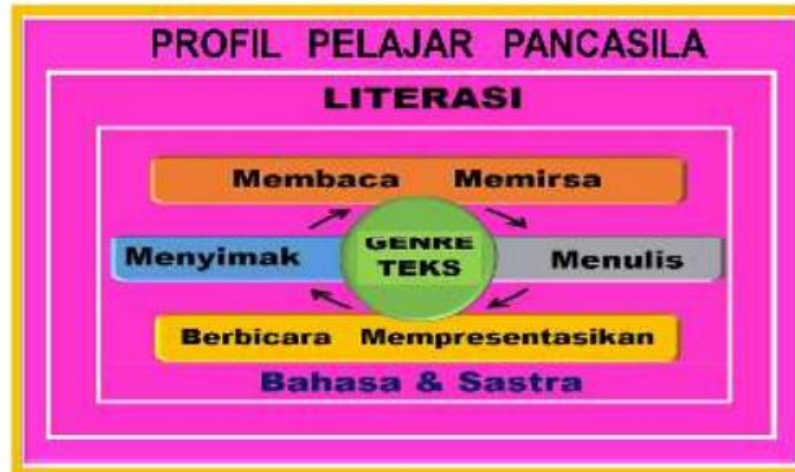 PROFIL PELAJAR PANCASILA
LITERASI
Membaca Memirsa
Menyimak GENRE TEKS Menulis
Berbicara Mempresentasikan
Bahasa & Sastra